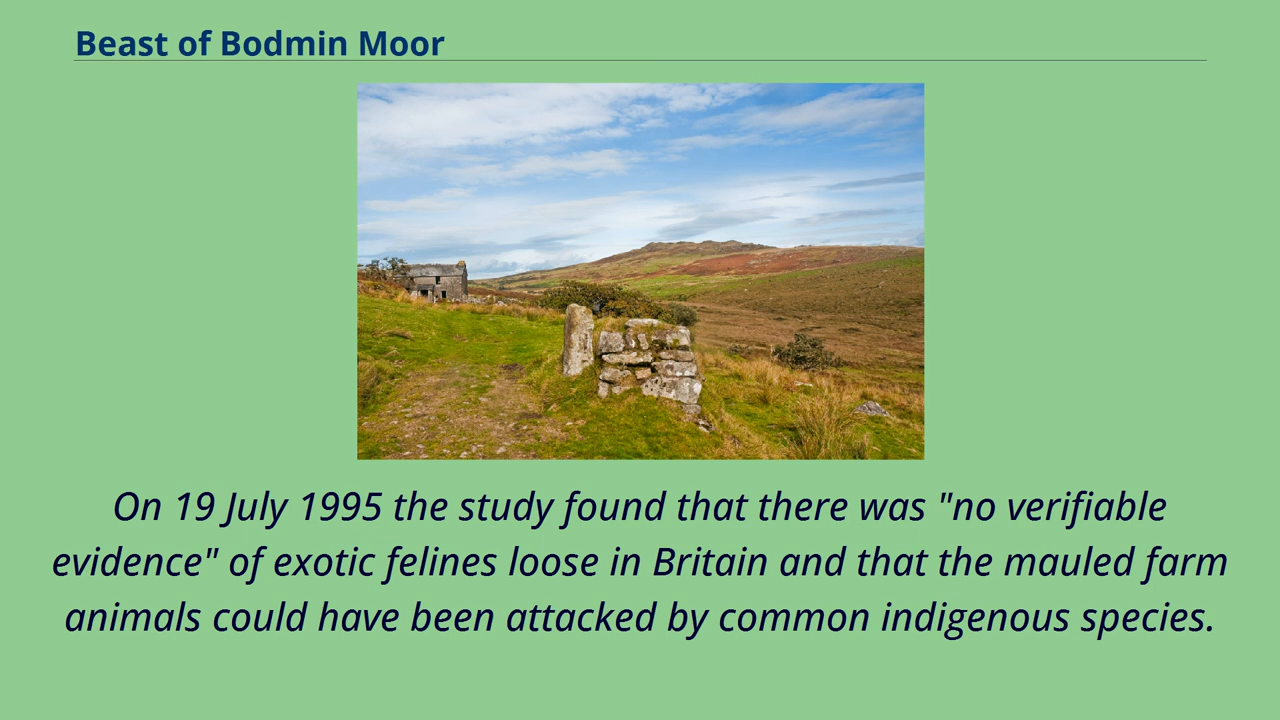 Beast of Bodmin Moor
On 19 July 1995 the study found that there was "no verifiable
evidence" of exotic felines loose in Britain and that the mauled farm
animals could have been attacked by common indigenous species.